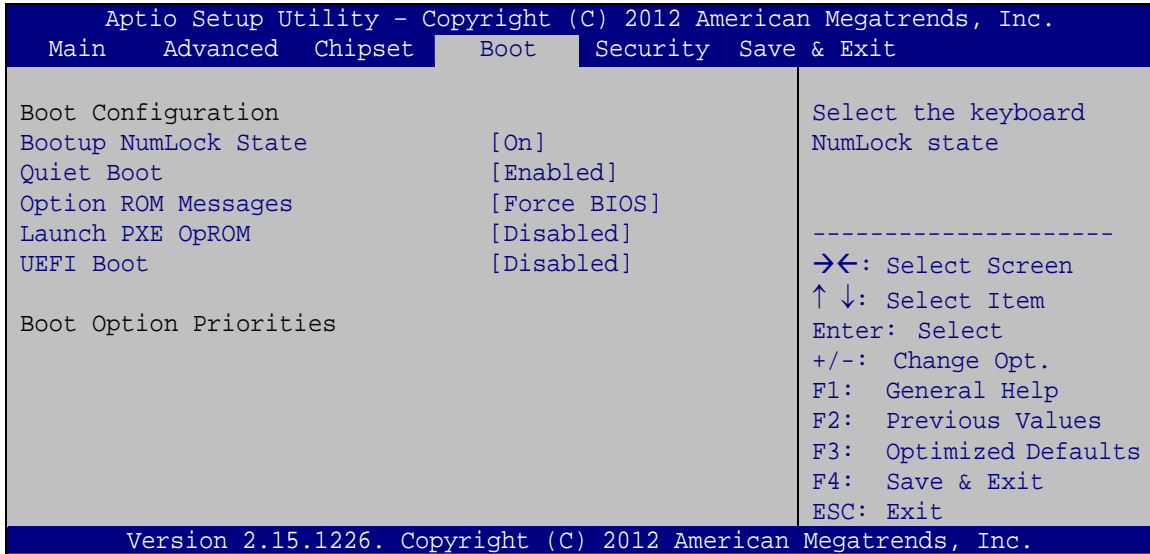 Aptio Setup Utility – Copyright (C) 2012 American Megatrends, Inc.
Main Advanced Chipset Boot Security Save & Exit
Boot Configuration
Bootup NumLock State [On]
Quiet Boot [Enabled]
Option ROM Messages [Force BIOS]
Launch PXE OpROM [Disabled]
UEFI Boot [Disabled]
Boot Option Priorities
Select the keyboard
NumLock state
---------------------
→←: Select Screen
↑ ↓: Select Item
Enter: Select
+/-: Change Opt.
F1: General Help
F2: Previous Values
F3: Optimized Defaults
F4: Save & Exit
ESC: Exit
Version 2.15.1226. Copyright (C) 2012 American Megatrends, Inc.